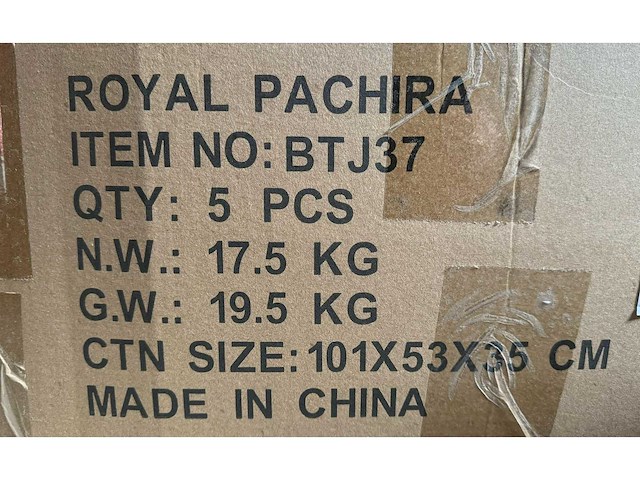 ROYAL PACHIRA
ITEM NO: BTJ37
QTY: 5 PCS
N.W.: 17.5 KG
G.W.: 19.5 KG
CTN SIZE: 101X53X35 CM
MADE IN CHINA